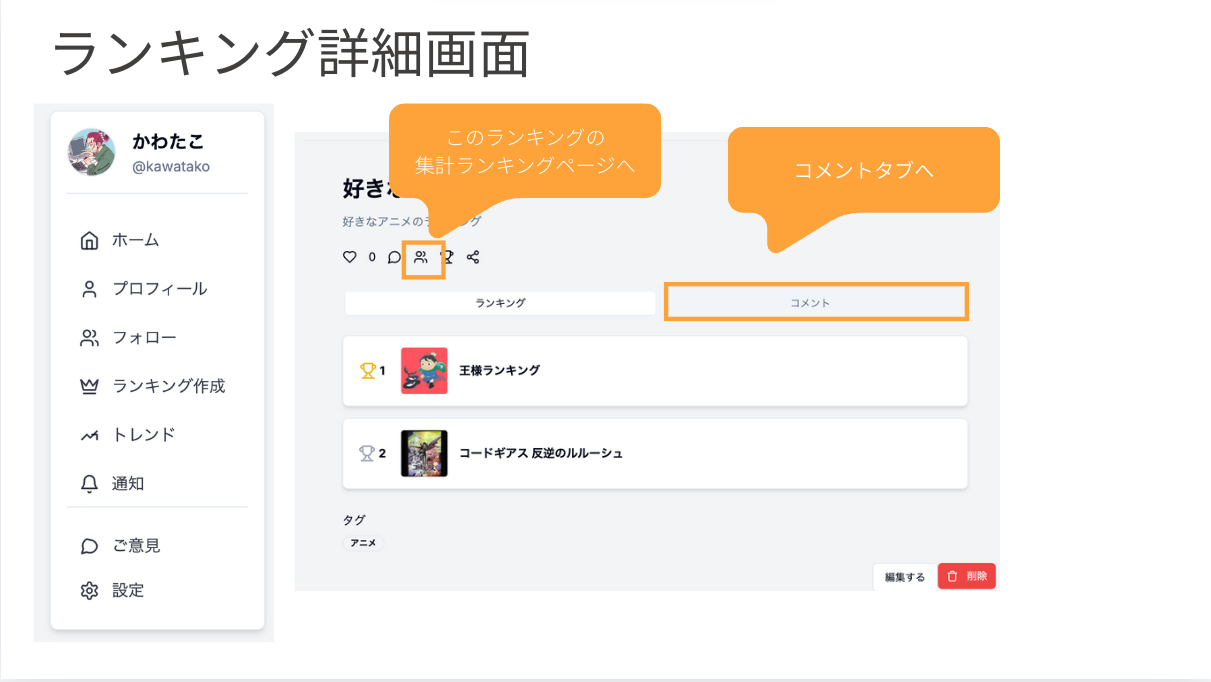 ランキング詳細画面
かわたこ
@kawatako
ホーム
プロフィール
フォロー
ランキング作成
トレンド
通知
ご意見
設定
このランキングの
集計ランキングページへ
コメントタブへ
好き
好きなアニメの
0
ランキング
コメント
1
王様ランキング
2
コードギアス 反逆のルルーシュ
タグ
アニメ
編集する
削除